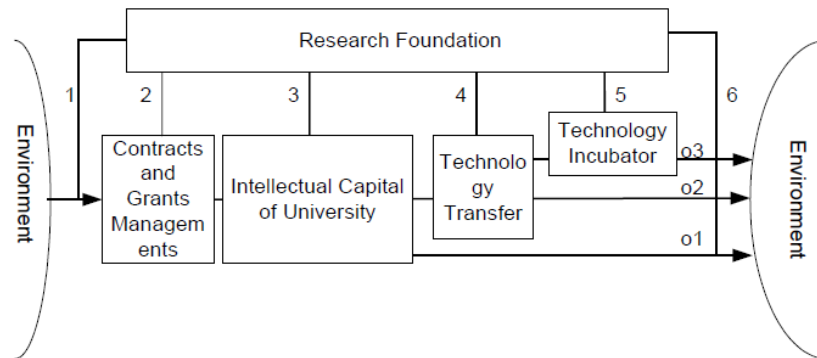 Research Foundation
1
2
3
4
5
6
Environment
Contracts
and
Grants
Managem
ents
Intellectual Capital
of University
Technolo
gy
Transfer
Technology
Incubator
o3
o2
o1
Environment